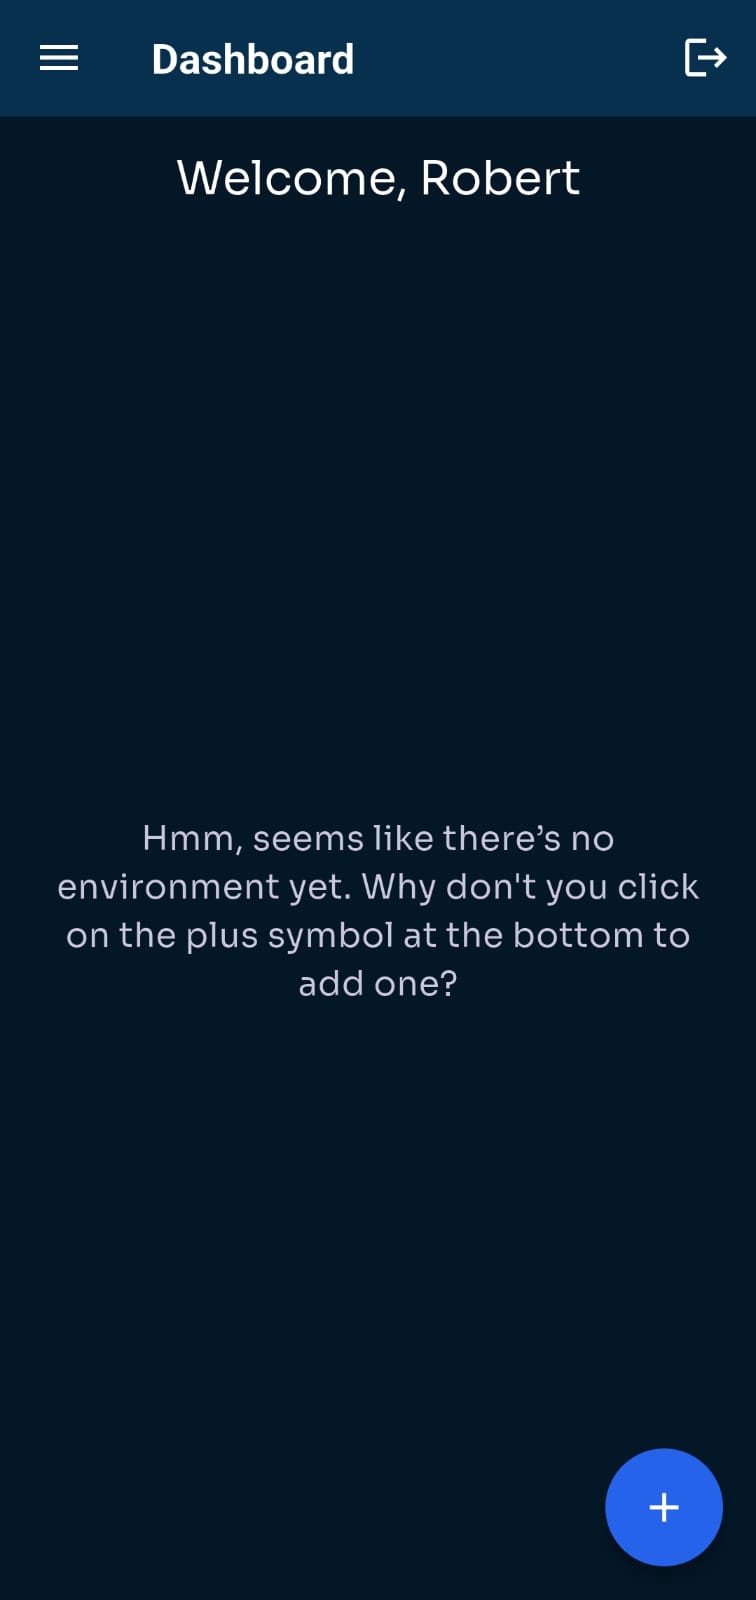 Dashboard
Welcome, Robert
Hmm, seems like there’s no
environment yet. Why don't you click
on the plus symbol at the bottom to
add one?